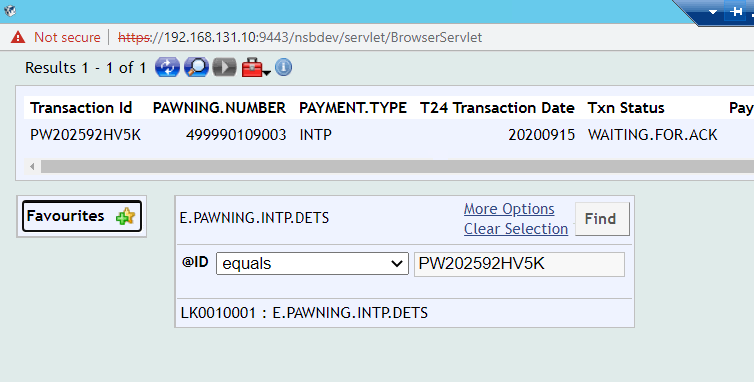 Not secure | https://192.168.131.10:9443/nsbdev/servlet/BrowserServlet
Results 1 - 1 of 1
Transaction Id PAWNING.NUMBER PAYMENT.TYPE T24 Transaction Date Txn Status Pay
PW202592HV5K 499990109003 INTP 20200915 WAITING.FOR.ACK
Favourites
E.PAWNING.INTP.DETS
More Options
Clear Selection
Find
@ID equals PW202592HV5K
LK0010001 : E.PAWNING.INTP.DETS